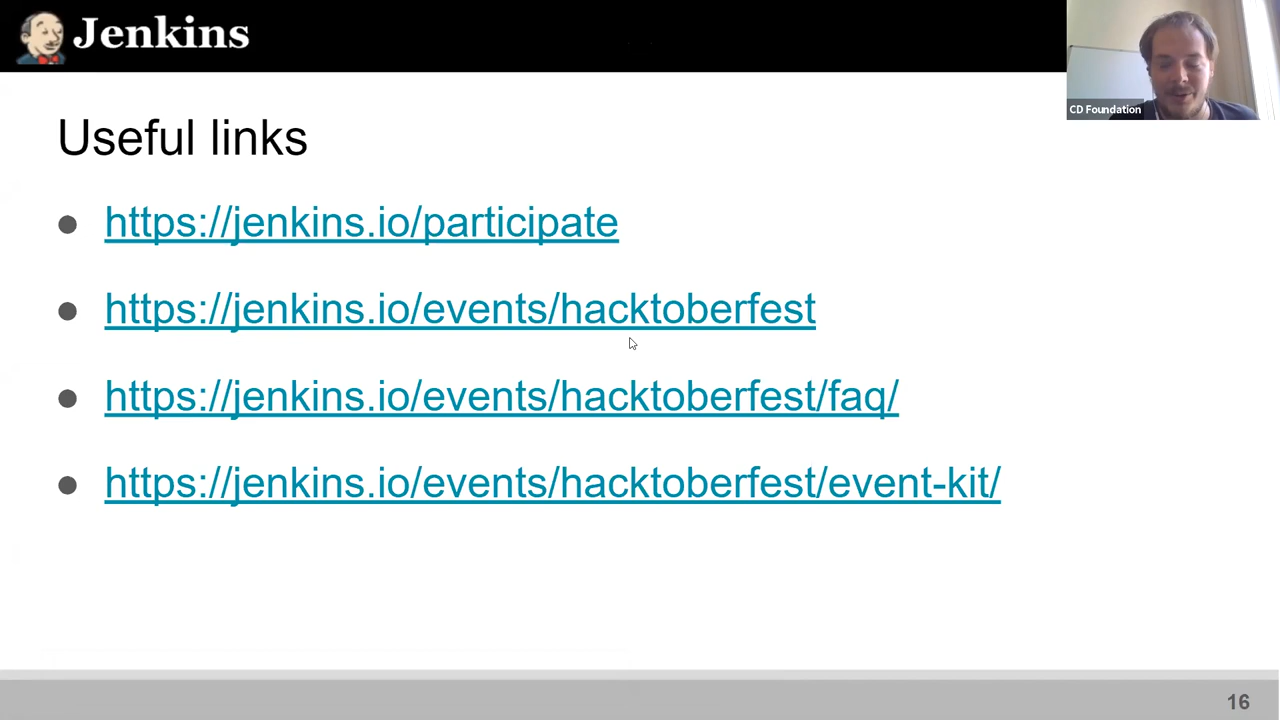 Jenkins
CD Foundation
Useful links
https://jenkins.io/participate
https://jenkins.io/events/hacktoberfest
https://jenkins.io/events/hacktoberfest/faq/
https://jenkins.io/events/hacktoberfest/event-kit/
16